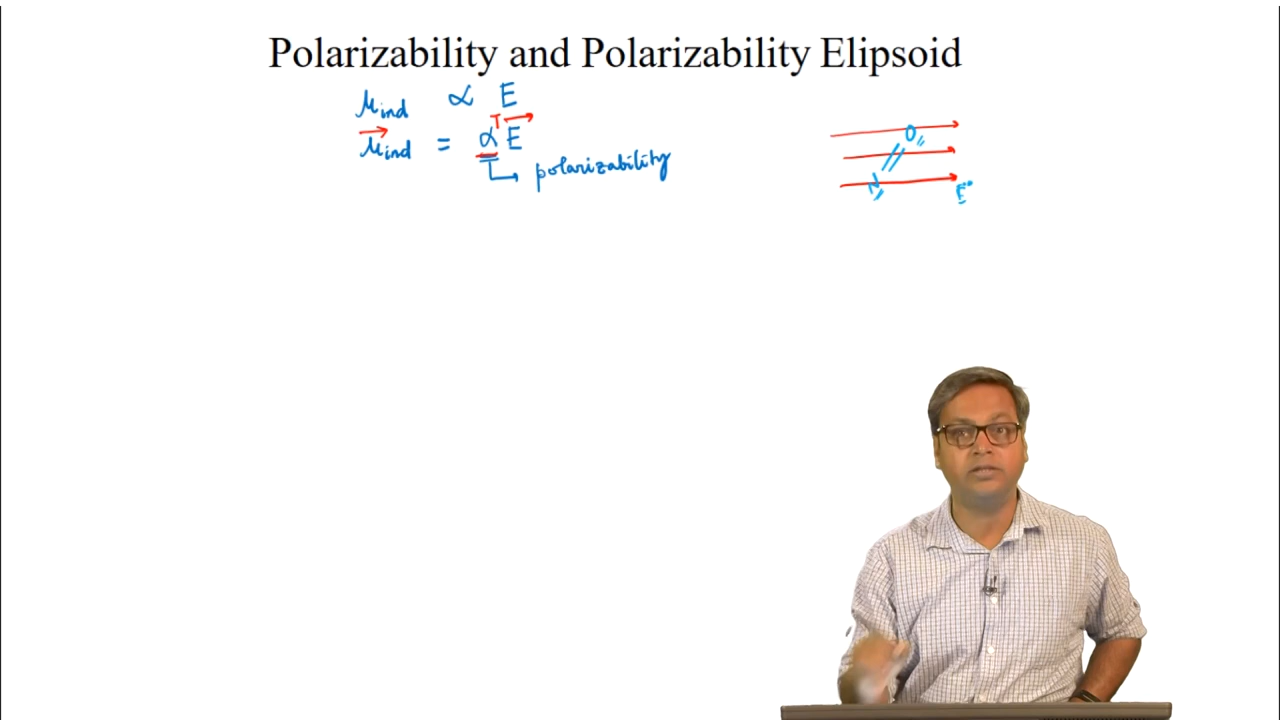 Polarizability and Polarizability Elipsoid
μind ∝ E
μind = α E
polarizability
O,,
N,,
E